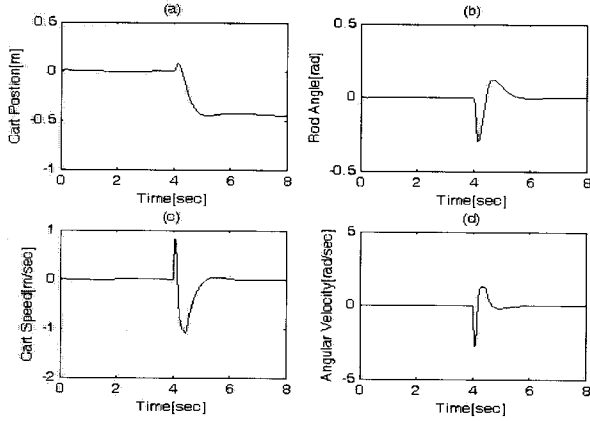 (a)
0.5
0
-0.5
-1
Cart Postion[m]
0 2 4 6 8
Time[sec]
(b)
0.5
0
-0.5
Rod Angle[rad]
0 2 4 6 8
Time[sec]
(c)
1
0
-1
-2
Cart Speed[m/sec]
0 2 4 6 8
Time[sec]
(d)
5
0
-5
Angular Velocity[rad/sec]
0 2 4 6 8
Time[sec]